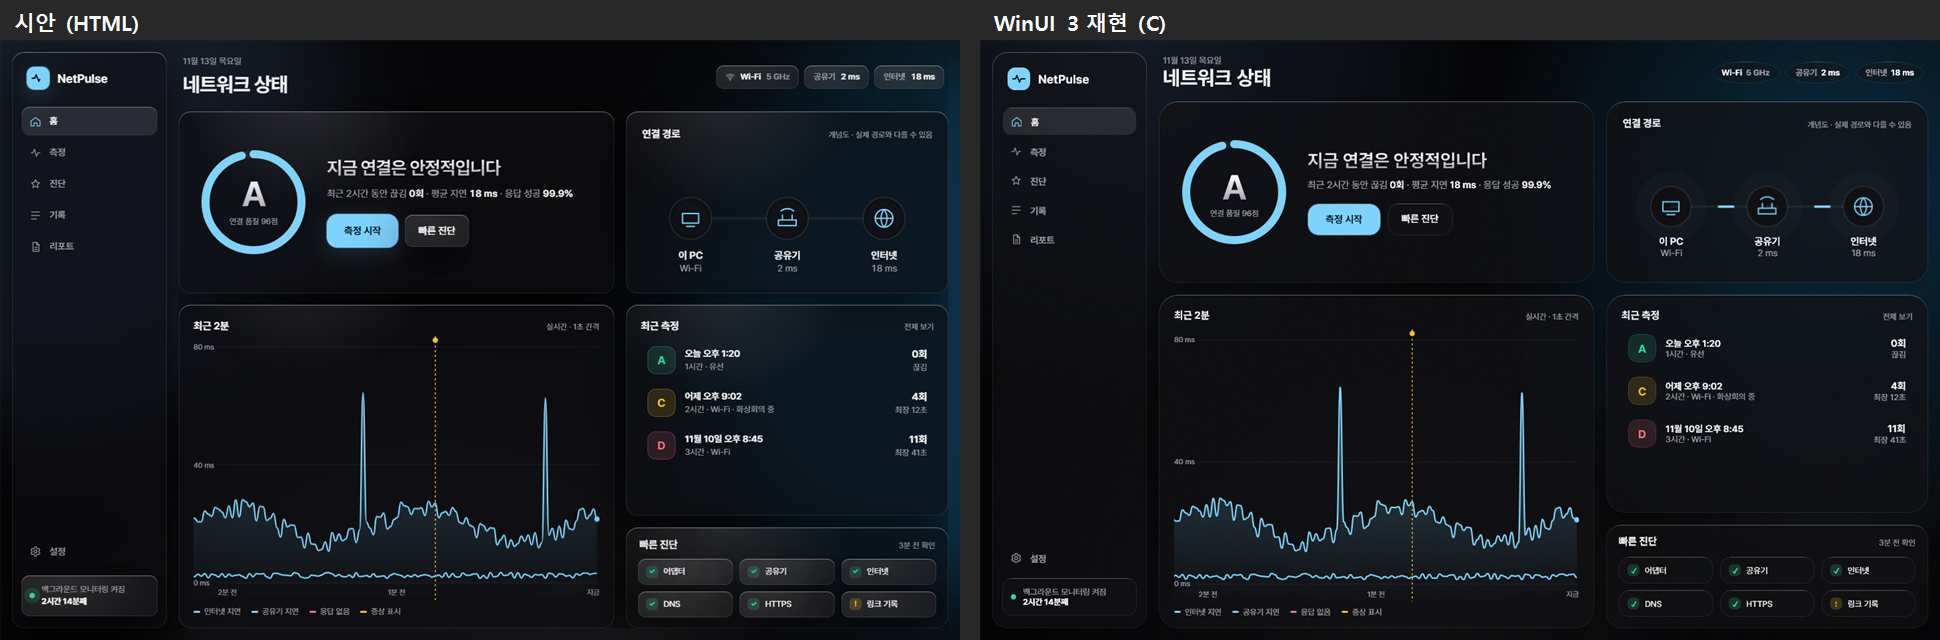 시안 (HTML)
NetPulse
홈
측정
진단
기록
리포트
설정
백그라운드 모니터링 켜짐
2시간 14분째
11월 13일 목요일
네트워크 상태
Wi-Fi 5 GHz
공유기 2 ms
인터넷 18 ms
A
연결 품질 96점
지금 연결은 안정적입니다
최근 2시간 동안 끊김 0회 · 평균 지연 18 ms · 응답 성공 99.9%
측정 시작
빠른 진단
연결 경로
개념도 · 실제 경로와 다를 수 있음
이 PC
Wi-Fi
공유기
2 ms
인터넷
18 ms
최근 2분
실시간 · 1초 간격
80 ms
40 ms
0 ms
2분 전
1분 전
지금
인터넷 지연
공유기 지연
응답 없음
증상 표시
최근 측정
전체 보기
A
오늘 오후 1:20
1시간 · 유선
0회
끊김
C
어제 오후 9:02
2시간 · Wi-Fi · 화상회의 중
4회
최장 12초
D
11월 10일 오후 8:45
3시간 · Wi-Fi
11회
최장 41초
빠른 진단
3분 전 확인
어댑터
공유기
인터넷
DNS
HTTPS
링크 기록
WinUI 3 재현 (C)
NetPulse
홈
측정
진단
기록
리포트
설정
백그라운드 모니터링 켜짐
2시간 14분째
11월 13일 목요일
네트워크 상태
Wi-Fi 5 GHz
공유기 2 ms
인터넷 18 ms
A
연결 품질 96점
지금 연결은 안정적입니다
최근 2시간 동안 끊김 0회 · 평균 지연 18 ms · 응답 성공 99.9%
측정 시작
빠른 진단
연결 경로
개념도 · 실제 경로와 다를 수 있음
이 PC
Wi-Fi
공유기
2 ms
인터넷
18 ms
최근 2분
실시간 · 1초 간격
80 ms
40 ms
0 ms
2분 전
1분 전
지금
인터넷 지연
공유기 지연
응답 없음
증상 표시
최근 측정
전체 보기
A
오늘 오후 1:20
1시간 · 유선
0회
끊김
C
어제 오후 9:02
2시간 · Wi-Fi · 화상회의 중
4회
최장 12초
D
11월 10일 오후 8:45
3시간 · Wi-Fi
11회
최장 41초
빠른 진단
3분 전 확인
어댑터
공유기
인터넷
DNS
HTTPS
링크 기록